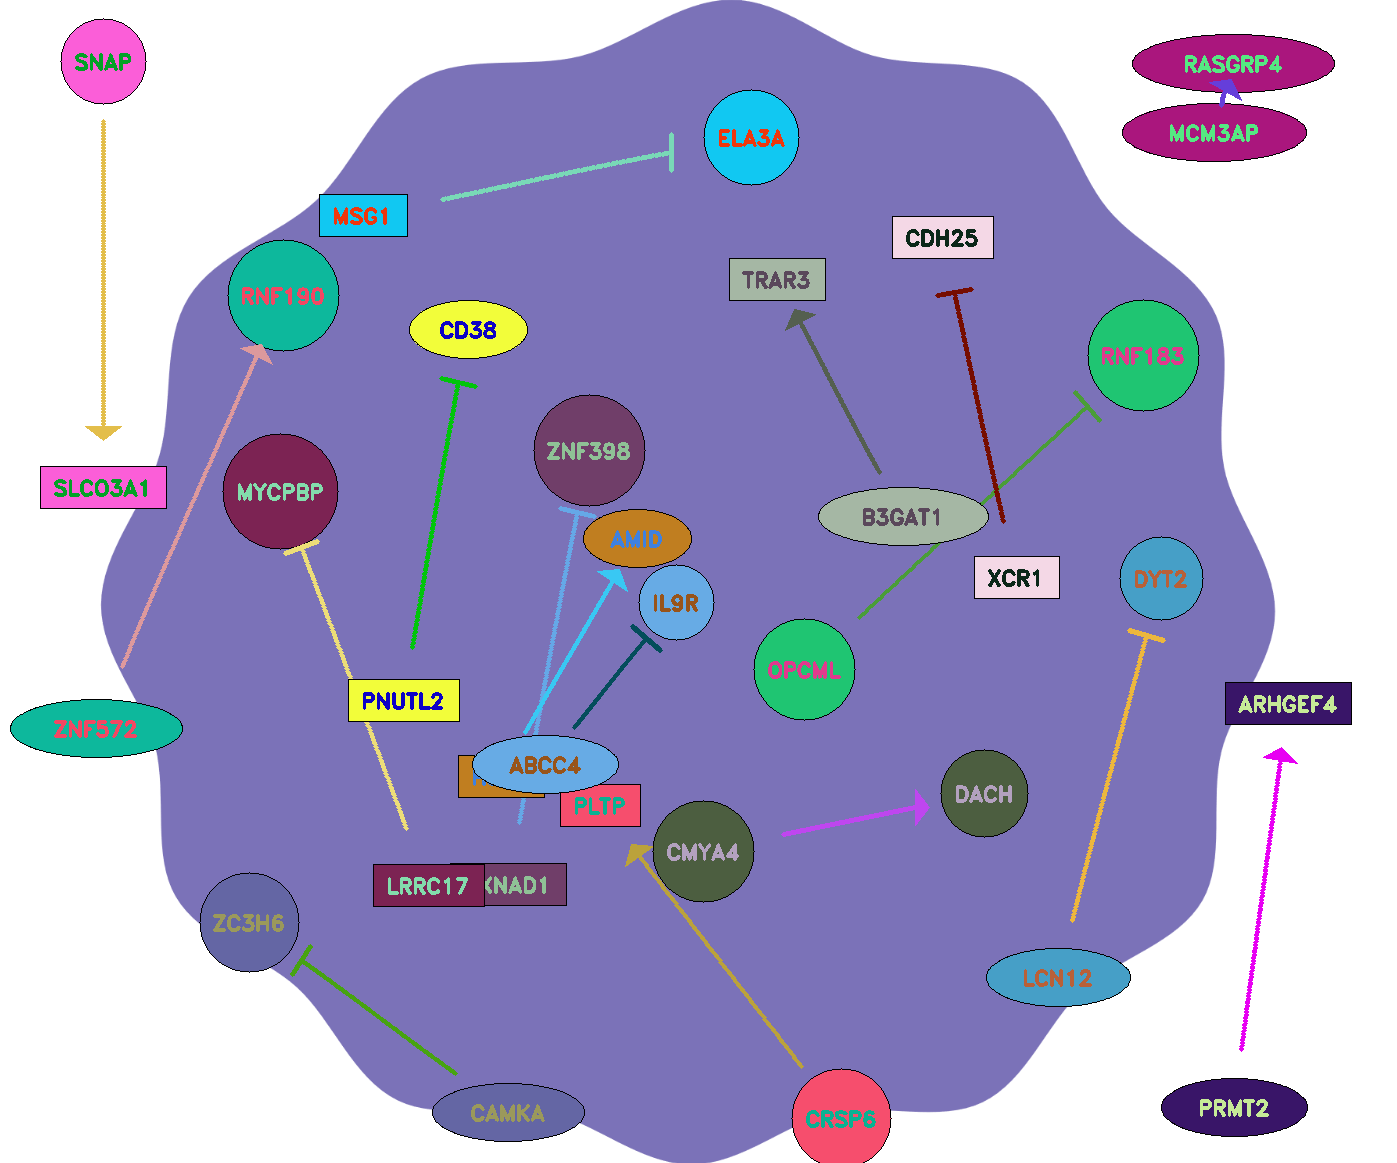 SNAP
RASGRP4
MCM3AP
ELA3A
MSG1
CDH25
TRAR3
RNF190
CD38
RNF183
ZNF398
SLCO3A1
MYCPBP
B3GAT1
AMID
XCR1
DYT2
IL9R
OPCML
PNUTL2
ARHGEF4
ZNF572
ABCC4
DACH
PLTP
CMYA4
LRRC17
KNAD1
ZC3H6
LCN12
PRMT2
CAMKA
CRSP6